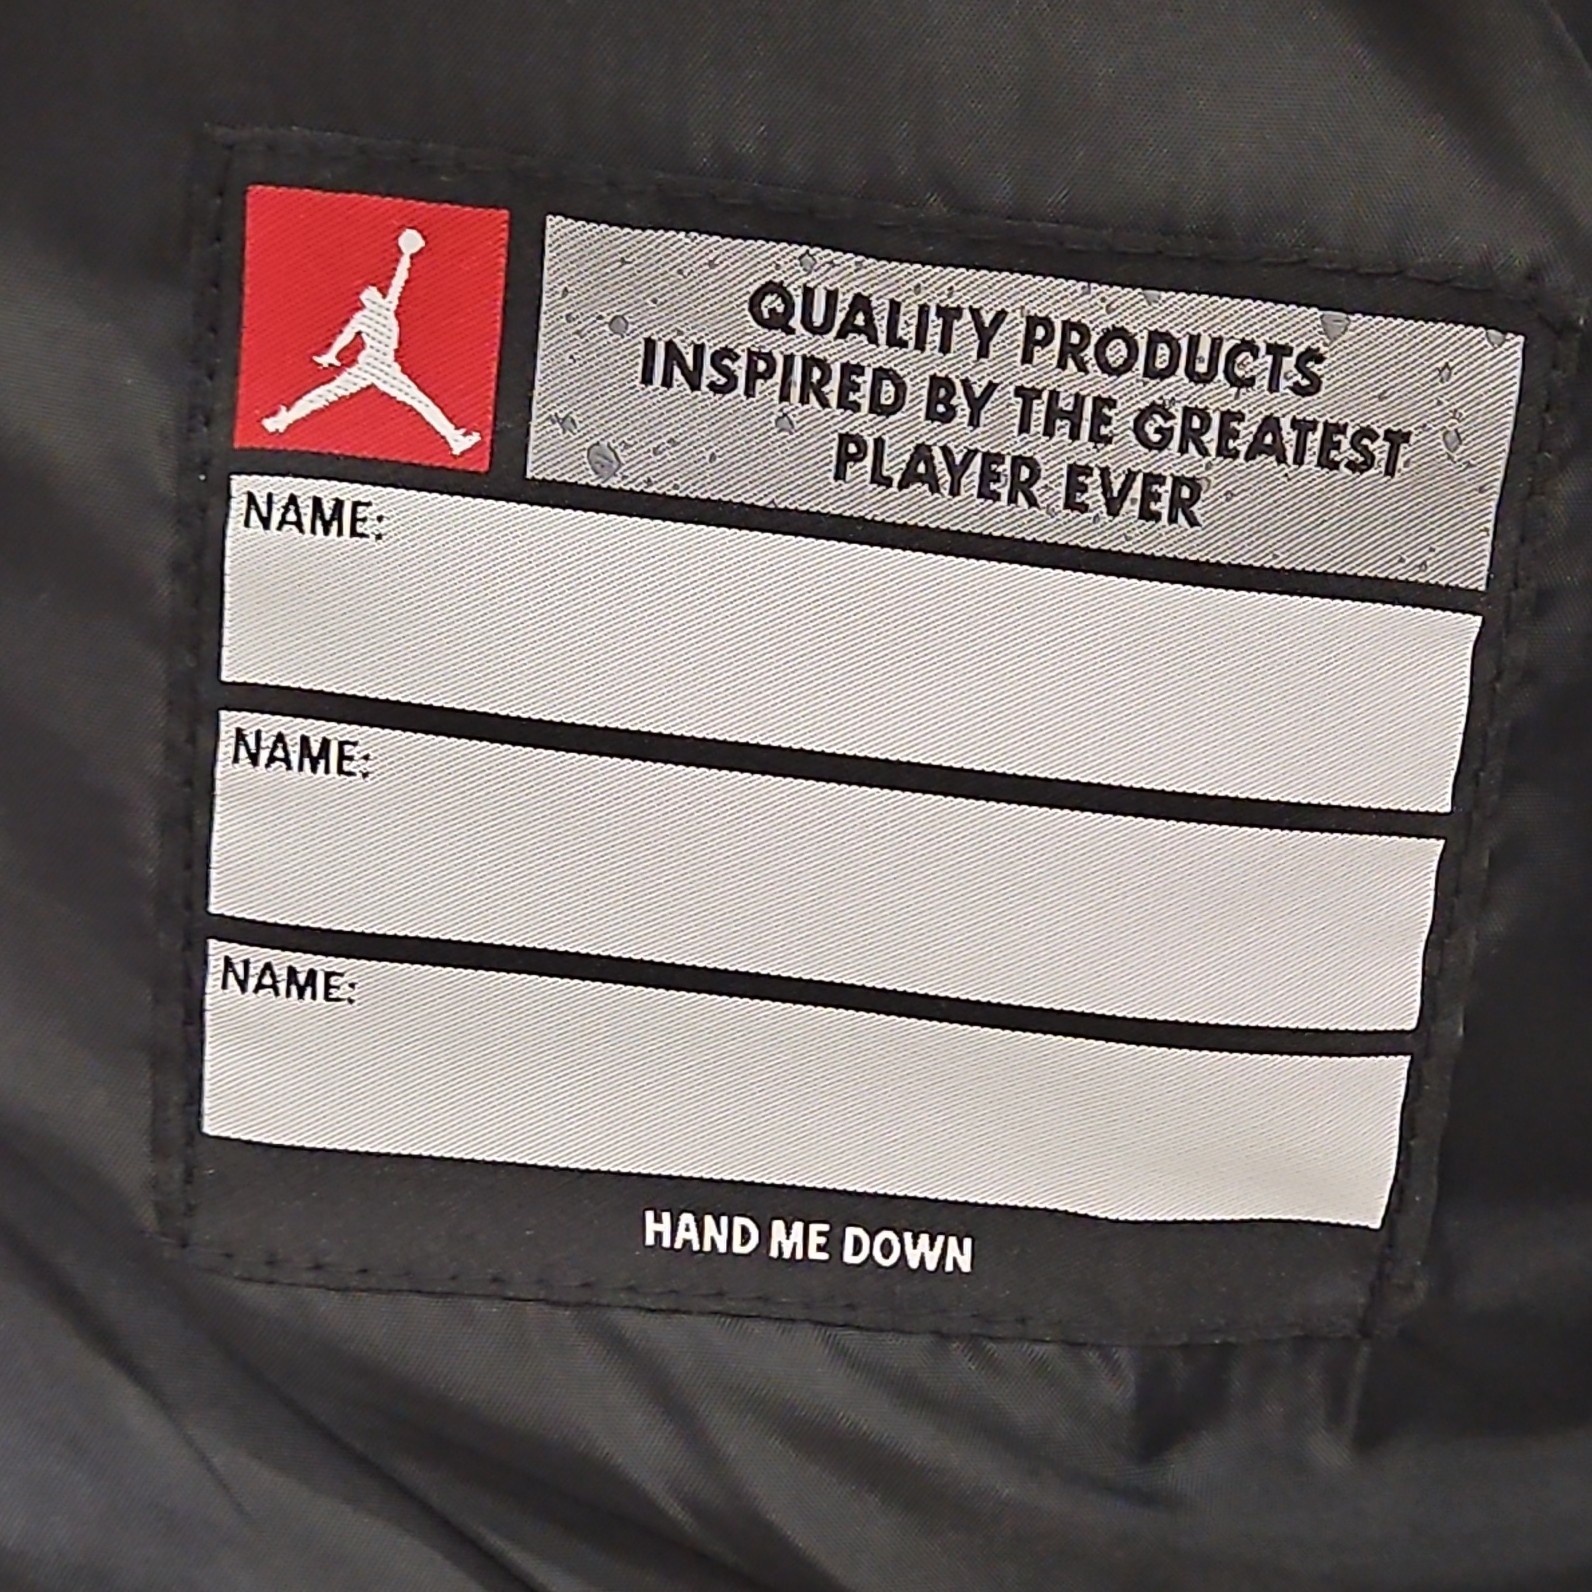 QUALITY PRODUCTS
INSPIRED BY THE GREATEST
PLAYER EVER
NAME:
NAME:
NAME:
HAND ME DOWN